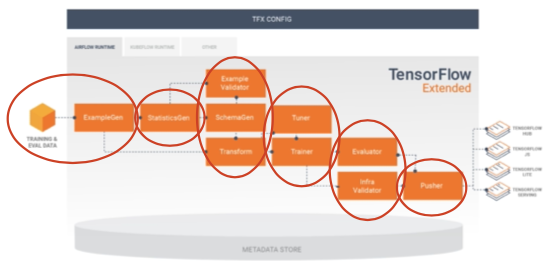 TFX CONFIG
AIRFLOW RUNTIME
KUBEFLOW RUNTIME
OTHER
TensorFlow
Extended
TRAINING &
EVAL DATA
ExampleGen
StatisticsGen
Example
Validator
SchemaGen
Transform
Tuner
Trainer
Evaluator
Infra
Validator
Pusher
TENSORFLOW
HUB
TENSORFLOW
JS
TENSORFLOW
LITE
TENSORFLOW
SERVING
METADATA STORE